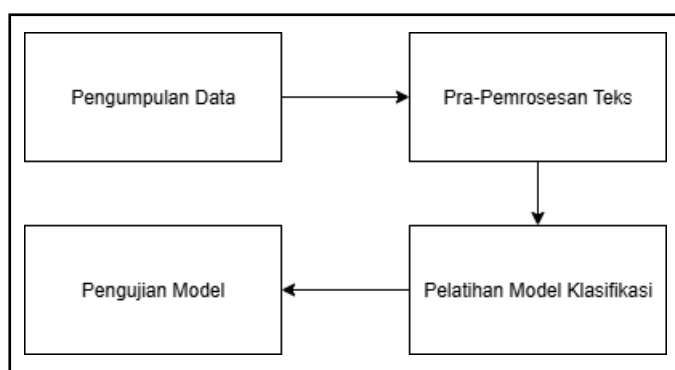 Pengumpulan Data
Pra-Pemrosesan Teks
Pelatihan Model Klasifikasi
Pengujian Model